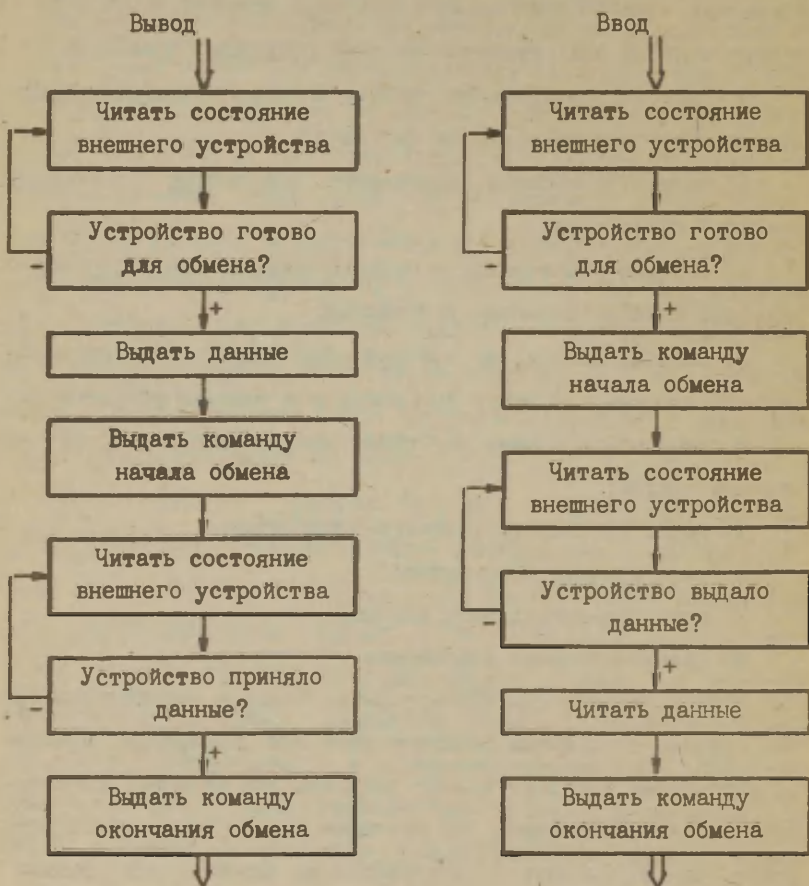 Вывод
Читать состояние
внешнего устройства
Устройство готово
для обмена?
-
+
Выдать данные
Выдать команду
начала обмена
Читать состояние
внешнего устройства
Устройство приняло
данные?
-
+
Выдать команду
окончания обмена
Ввод
Читать состояние
внешнего устройства
Устройство готово
для обмена?
-
+
Выдать команду
начала обмена
Читать состояние
внешнего устройства
Устройство выдало
данные?
-
+
Читать данные
Выдать команду
окончания обмена